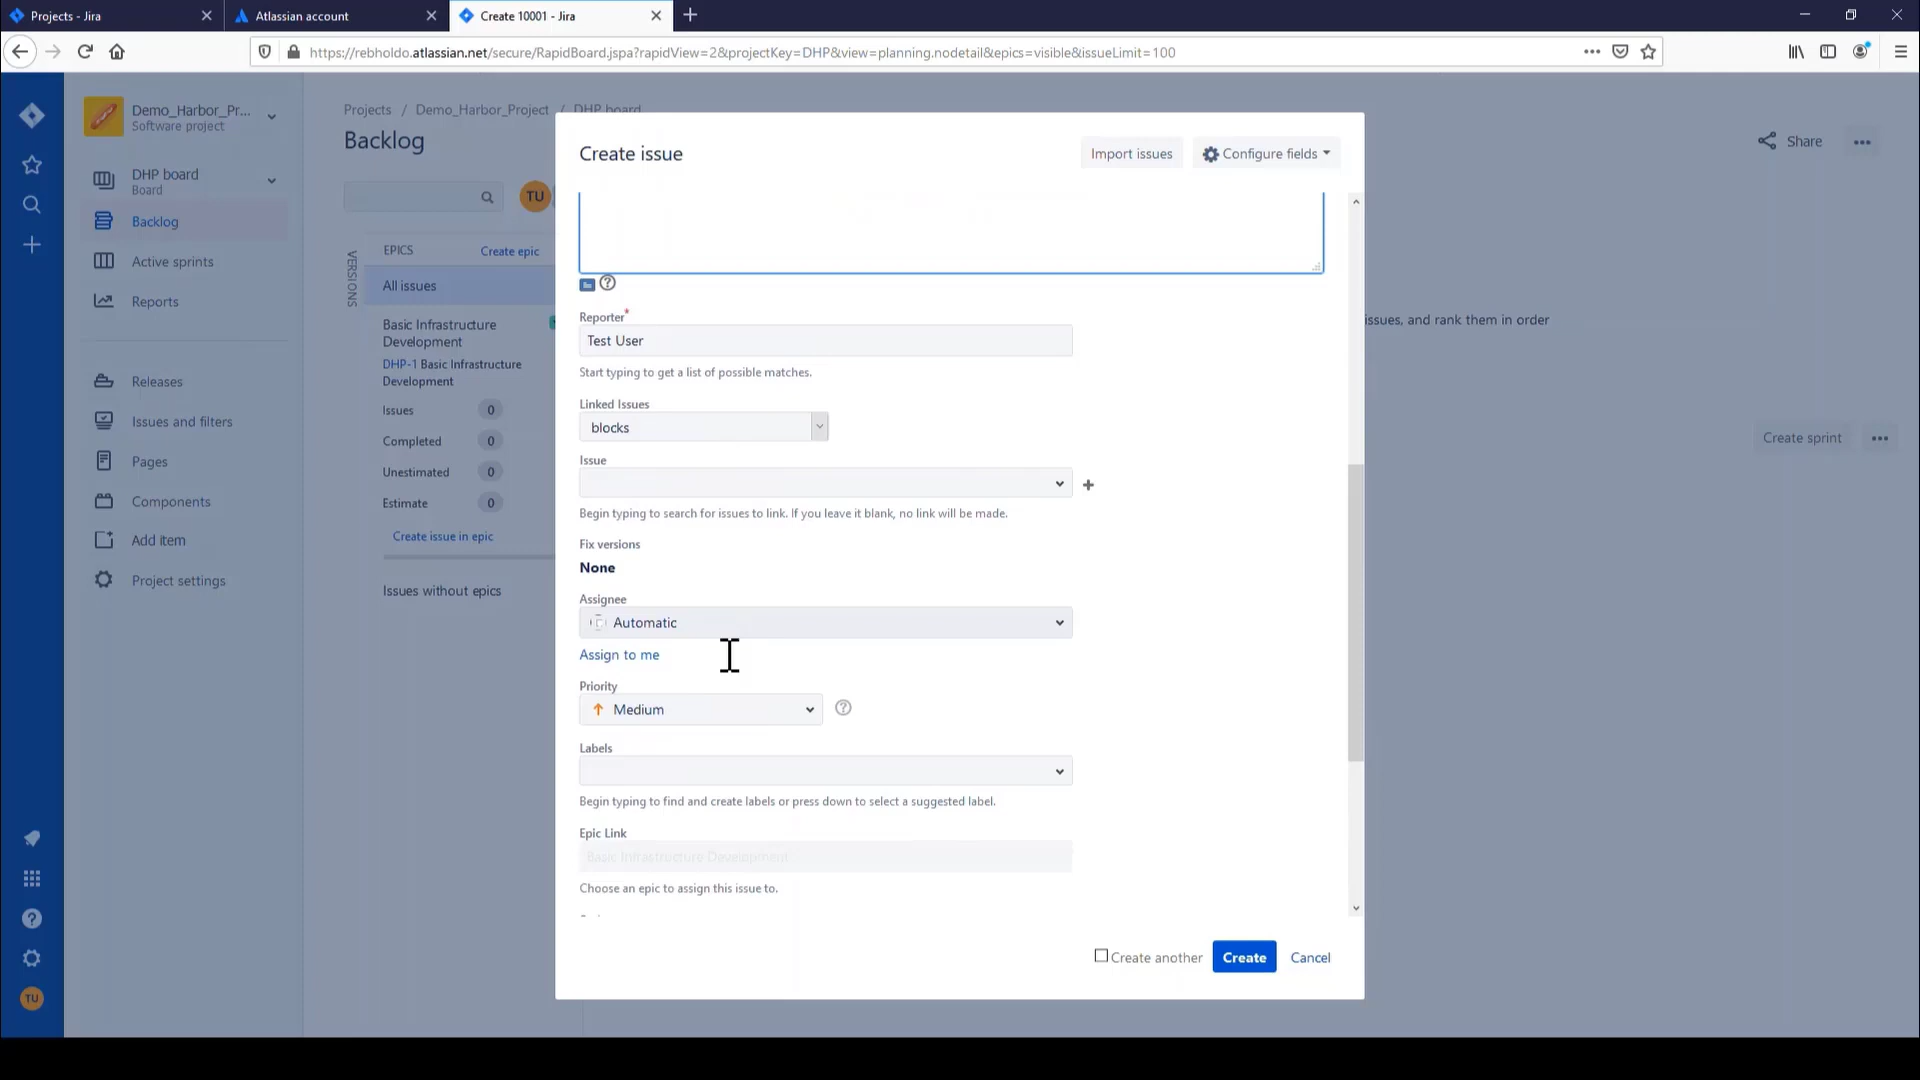 Projects - Jira
Atlassian account
Create 10001 - Jira
https://rebholdo.atlassian.net/secure/RapidBoard.jspa?rapidView=2&projectKey=DHP&view=planning.nodetail&epics=visible&issueLimit=100
Demo_Harbor_Pr...
Software project
DHP board
Board
Backlog
Active sprints
Reports
Releases
Issues and filters
Pages
Components
Add item
Project settings
TU
Projects / Demo_Harbor_Project / DHP board
Backlog
TU
Share
VERSIONS
EPICS
Create epic
All issues
Basic Infrastructure
Development
DHP-1 Basic Infrastructure
Development
Issues 0
Completed 0
Unestimated 0
Estimate 0
Create issue in epic
Issues without epics
issues, and rank them in order
Create sprint
Create issue
Import issues
Configure fields
Reporter*
Test User
Start typing to get a list of possible matches.
Linked Issues
blocks
Issue
Begin typing to search for issues to link. If you leave it blank, no link will be made.
Fix versions
None
Assignee
Automatic
Assign to me
Priority
Medium
Labels
Begin typing to find and create labels or press down to select a suggested label.
Epic Link
Basic Infrastructure Development
Choose an epic to assign this issue to.
Create another
Create
Cancel